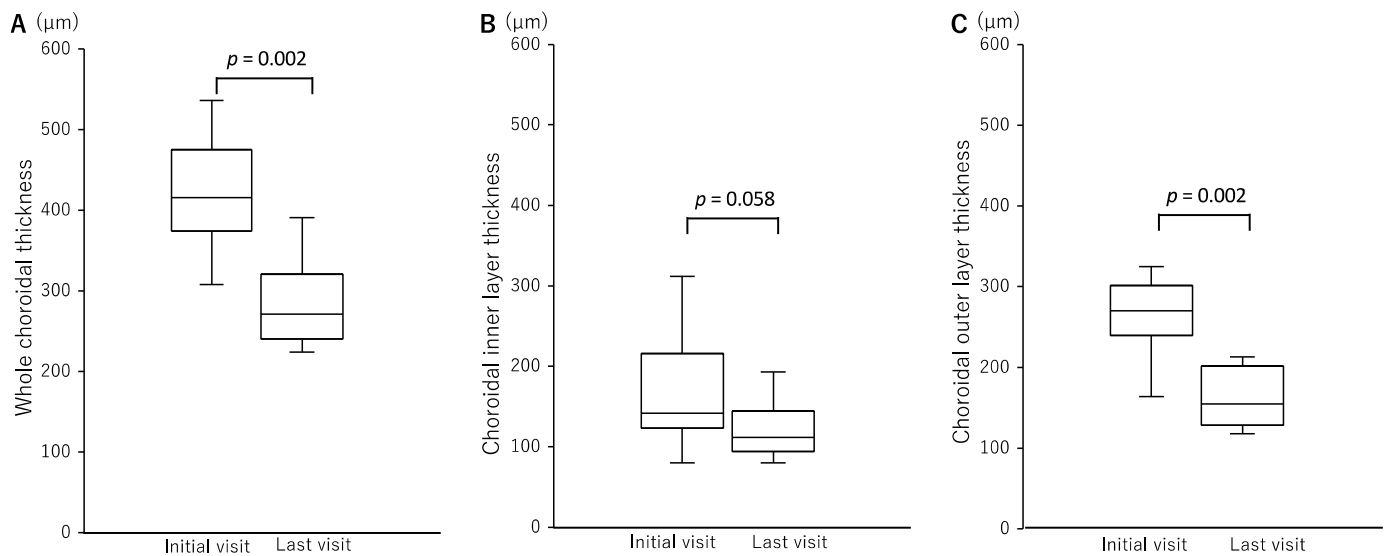 A (μm)
600
500
400
300
200
100
0
Whole choroidal thickness
p = 0.002
Initial visit Last visit
B (μm)
600
500
400
300
200
100
0
Choroidal inner layer thickness
p = 0.058
Initial visit Last visit
C (μm)
600
500
400
300
200
100
0
Choroidal outer layer thickness
p = 0.002
Initial visit Last visit